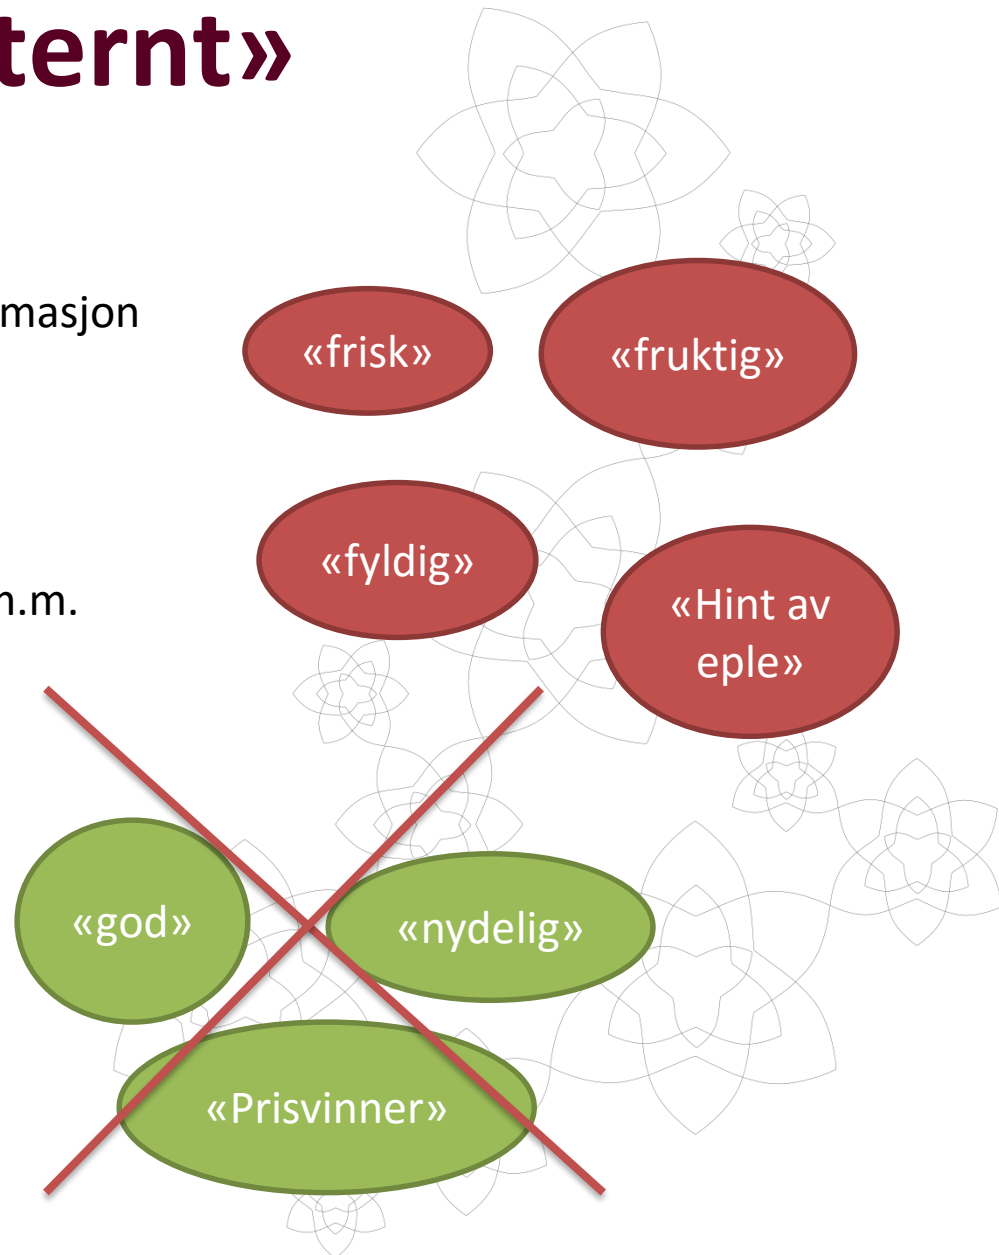 ternt»
masjon
«frisk»
«fruktig»
«fyldig»
«Hint av
eple»
n.m.
«god»
«nydelig»
«Prisvinner»